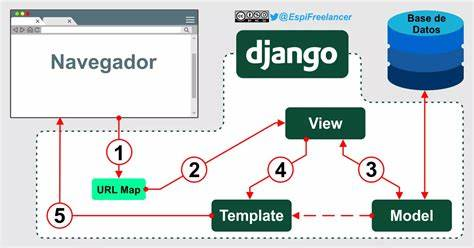 @EspiFreelancer
Base de
Datos
Navegador
django
View
1
2
4
3
URL Map
5
Template
Model